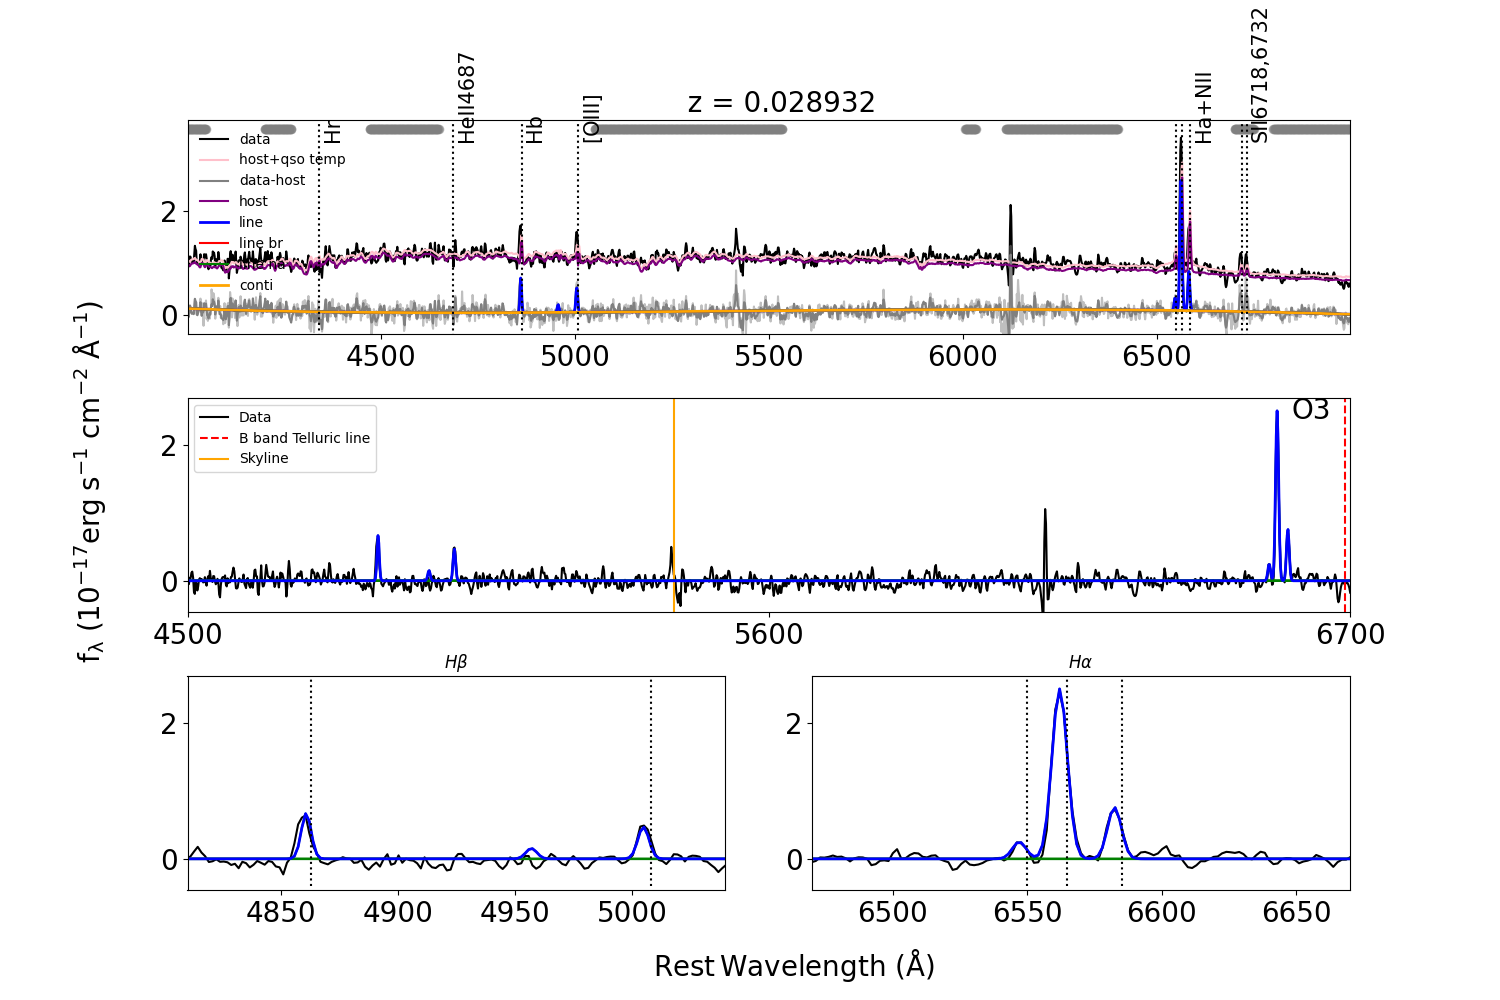 z = 0.028932
Hr
HeII4687
Hb
[OIII]
Ha+NII
SII6718,6732
data
host+qso temp
data-host
host
line
line br
conti
2
0
4500
5000
5500
6000
6500
Data
B band Telluric line
Skyline
O3
2
0
4500
5600
6700
fλ (10⁻¹⁷erg s⁻¹ cm⁻² Å⁻¹)
Hβ
2
0
4850
4900
4950
5000
Hα
2
0
6500
6550
6600
6650
Rest Wavelength (Å)